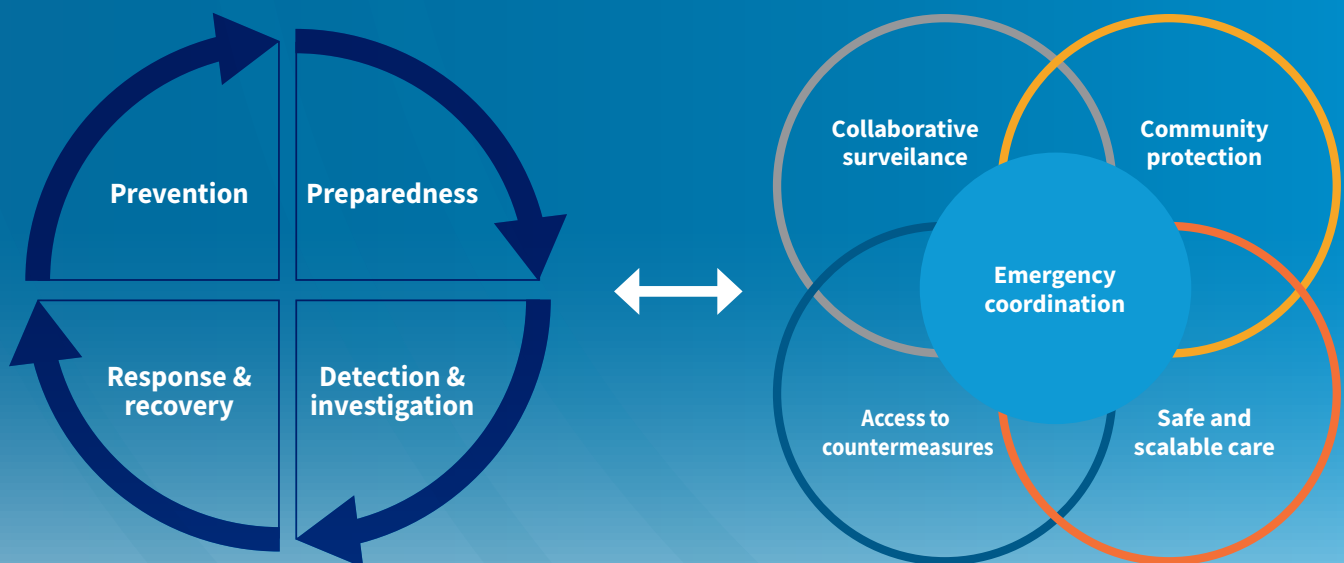 Prevention
Preparedness
Response &
recovery
Detection &
investigation
Collaborative
surveilance
Community
protection
Emergency
coordination
Access to
countermeasures
Safe and
scalable care